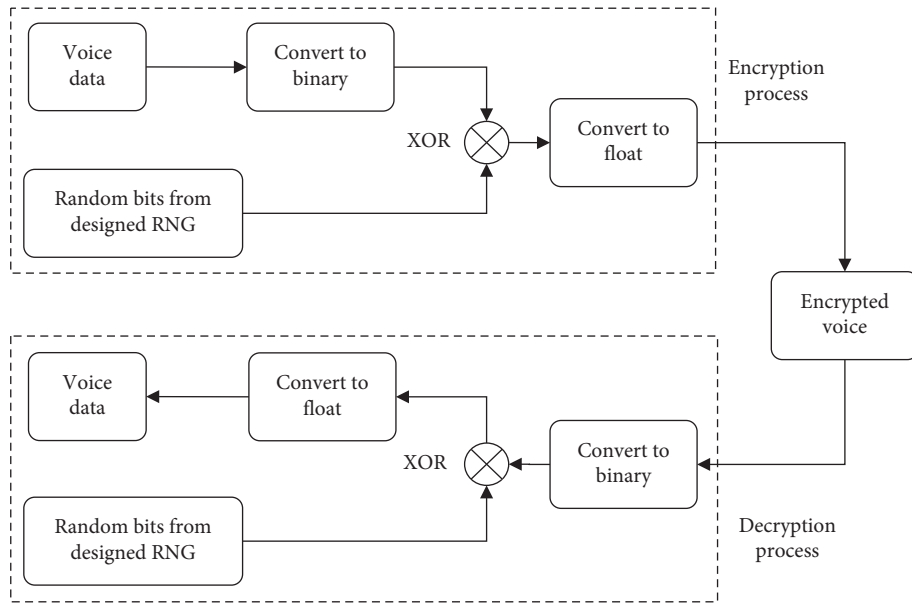 Voice
data
Convert to
binary
Encryption
process
XOR
Convert to
float
Random bits from
designed RNG
Encrypted
voice
Voice
data
Convert to
float
XOR
Convert to
binary
Random bits from
designed RNG
Decryption
process